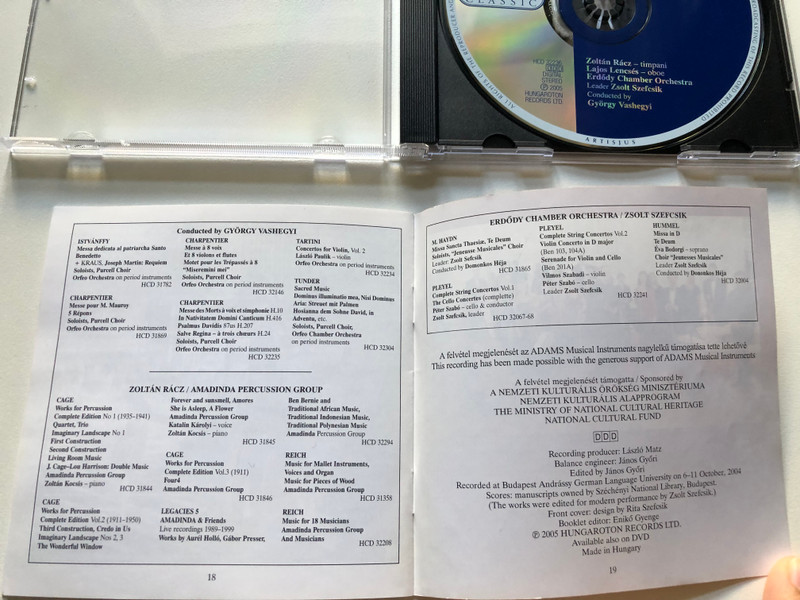 CLASSIC
ALL RIGHTS OF THE PRODUCER AND
Zoltán Rácz – timpani
Lajos Lencsés – oboe
Erdődy Chamber Orchestra
Leader Zsolt Szefcsik
Conducted by
György Vashegyi
DIGITAL
STEREO
℗ 2005
HUNGAROTON
RECORDS LTD.
ARTISJUS
Conducted by GYÖRGY VASHEGYI
ISTVÁNFFY
Messa dedicata al patriarcha Santo
Benedetto
+ KRAUS, Joseph Martin: Requiem
Soloists, Purcell Choir
Orfeo Orchestra on period instruments
HCD 31782
CHARPENTIER
Messe pour M. Mauroy
5 Répons
Soloists, Purcell Choir
Orfeo Orchestra on period instruments
HCD 31869
CHARPENTIER
Messe à 8 voix
Et 8 violons et flutes
Motet pour les Trépassés à 8
"Miseremini mei"
Soloists, Purcell Choir
Orfeo Orchestra on period instruments
HCD 32146
CHARPENTIER
Messe des Morts à voix et simphonie H.10
In Nativitatem Domini Canticum H.416
Psalmus Davidis 87us H.207
Salve Regina – à trois chœurs H.24
Soloists, Purcell Choir
Orfeo Orchestra on period instruments
HCD 32235
TARTINI
Concertos for Violin, Vol. 2
László Paulik – violin
Orfeo Orchestra on period
instruments
HCD 32234
TUNDER
Sacred Music
Dominus illuminatio mea, Nisi Dominus
Aria: Streuet mit Palmen
Hosianna dem Sohne David, in
Adventu, etc.
Soloists, Purcell Choir,
Orfeo Chamber Orchestra
on period instruments
HCD 32304
ZOLTÁN RÁCZ / AMADINDA PERCUSSION GROUP
CAGE
Works for Percussion
Complete Edition No 1 (1935–1941)
Quartet, Trio
Imaginary Landscape No 1
First Construction
Second Construction
Living Room Music
J. Cage–Lou Harrison: Double Music
Amadinda Percussion Group
Zoltán Kocsis – piano
HCD 31844
CAGE
Works for Percussion
Complete Edition Vol.2 (1911–1950)
Third Construction, Credo in Us
Imaginary Landscape Nos 2, 3
The Wonderful Window
Forever and sunsmell, Amores
She is Asleep, A Flower
Amadinda Percussion Group
Katalin Károlyi – voice
Zoltán Kocsis – piano
HCD 31845
CAGE
Works for Percussion
Complete Edition Vol.3 (1911)
Four4
Amadinda Percussion Group
HCD 31846
LEGACIES 5
AMADINDA & Friends
Live recordings 1989–1999
Works by Aurél Holló, Gábor Presser,
Ben Bernie and
Traditional African Music,
Traditional Indonesian Music,
Traditional Polynesian Music
Amadinda Percussion Group
HCD 32294
REICH
Music for Mallet Instruments,
Voices and Organ
Music for Pieces of Wood
Amadinda Percussion Group
HCD 31358
REICH
Music for 18 Musicians
Amadinda Percussion Group
And Musicians
HCD 32208
18
ERDŐDY CHAMBER ORCHESTRA / ZSOLT SZEFCSIK
M. HAYDN
Missa Sancta Tharsiae, Te Deum
Soloists, "Jeunesse Musicales" Choir
Leader: Zsolt Szefcsik
Conducted by Domonkos Héja
HCD 31865
PLEYEL
Complete String Concertos Vol.1
The Cello Concertos (complettte)
Péter Szabó – cello & conductor
Zsolt Szefcsik, leader
HCD 32067-68
PLEYEL
Complete String Concertos Vol.2
Violin Concerto in D major
(Ben 103, 104A)
Serenade for Violin and Cello
(Ben 201A)
Vilmos Szabadi – violin
Péter Szabó – cello
Leader Zsolt Szefcsik
HCD 32241
HUMMEL
Missa in D
Te Deum
Éva Bodorgi – soprano
Choir "Jeunesses Musicales"
Leader Zsolt Szefcsik
Conducted by Domonkos Héja
HCD 32004
A felvétel megjelenését az ADAMS Musical Instruments nagylelkű támogatása tette lehetővé
This recording has been made possible with the generous support of ADAMS Musical Instruments
A felvétel megjelenését támogatta / Sponsored by
A NEMZETI KULTURÁLIS ÖRÖKSÉG MINISZTÉRIUMA
NEMZETI KULTURÁLIS ALAPPROGRAM
THE MINISTRY OF NATIONAL CULTURAL HERITAGE
NATIONAL CULTURAL FUND
DDD
Recording producer: László Matz
Balance engineer: János Győri
Edited by János Győri
Recorded at Budapest Andrássy German Language University on 6–11 October, 2004
Scores: manuscripts owned by Széchényi National Library, Budapest.
(The works were edited for modern performance by Zsolt Szefcsik.)
Front cover: design by Rita Szefcsik
Booklet editor: Enikő Gyenge
℗ 2005 HUNGAROTON RECORDS LTD.
Available also on DVD
Made in Hungary
19